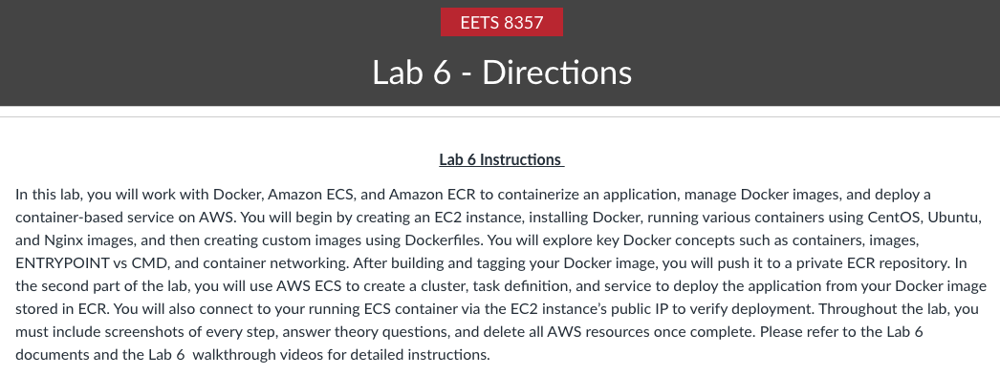 EETS 8357
Lab 6 - Directions
Lab 6 Instructions
In this lab, you will work with Docker, Amazon ECS, and Amazon ECR to containerize an application, manage Docker images, and deploy a
container-based service on AWS. You will begin by creating an EC2 instance, installing Docker, running various containers using CentOS, Ubuntu,
and Nginx images, and then creating custom images using Dockerfiles. You will explore key Docker concepts such as containers, images,
ENTRYPOINT vs CMD, and container networking. After building and tagging your Docker image, you will push it to a private ECR repository. In
the second part of the lab, you will use AWS ECS to create a cluster, task definition, and service to deploy the application from your Docker image
stored in ECR. You will also connect to your running ECS container via the EC2 instance’s public IP to verify deployment. Throughout the lab, you
must include screenshots of every step, answer theory questions, and delete all AWS resources once complete. Please refer to the Lab 6
documents and the Lab 6  walkthrough videos for detailed instructions.